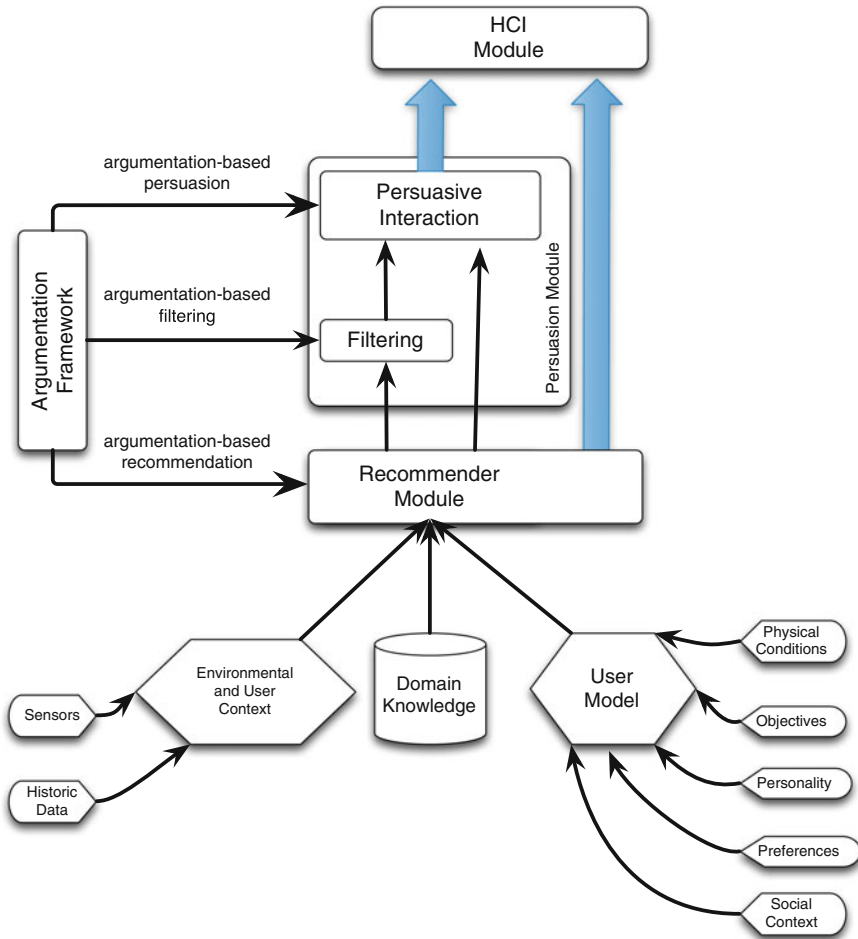 HCI
Module
argumentation-based
persuasion
Persuasive
Interaction
Persuasion Module
Argumentation
Framework
argumentation-based
filtering
Filtering
argumentation-based
recommendation
Recommender
Module
Environmental
and User
Context
Domain
Knowledge
User
Model
Sensors
Historic
Data
Physical
Conditions
Objectives
Personality
Preferences
Social
Context